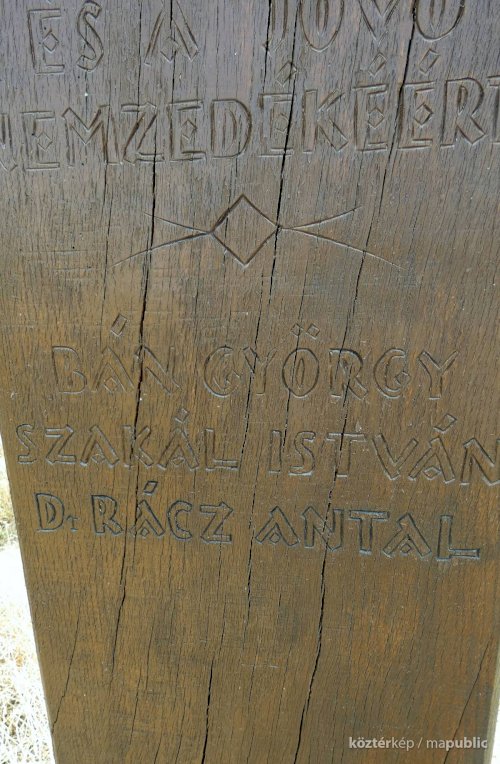 ÉS A JÖVŐ
NEMZEDÉKÉÉRT
BÁN GYÖRGY
SZAKÁL ISTVÁN
Dr RÁCZ ANTAL
köztérkép / mapublic